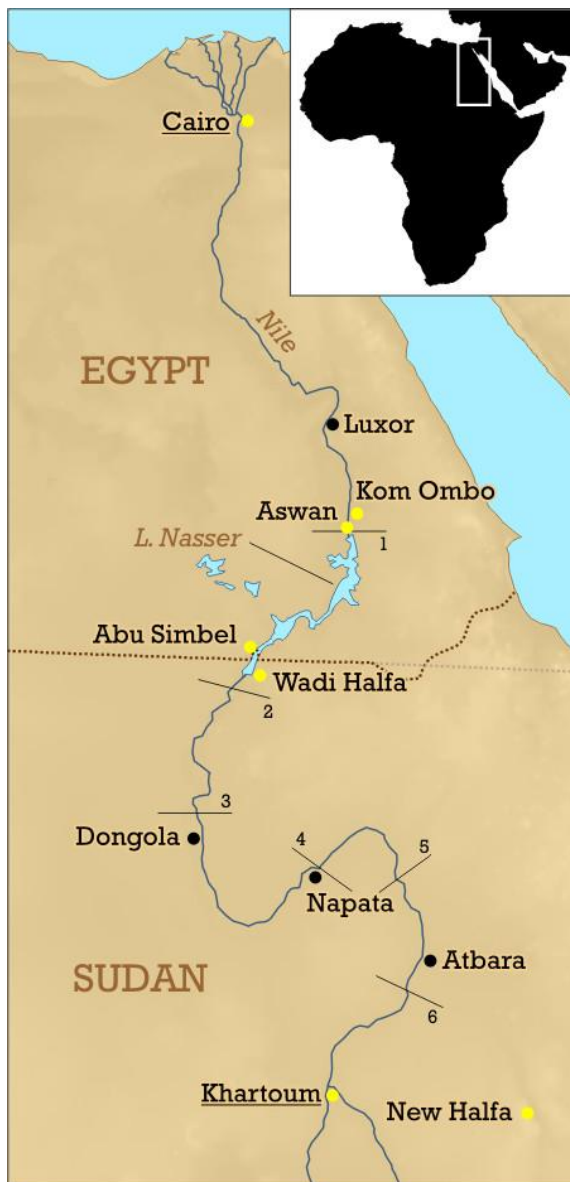 Cairo
Nile
EGYPT
Luxor
Kom Ombo
Aswan
1
L. Nasser
Abu Simbel
Wadi Halfa
2
3
Dongola
4
5
Napata
Atbara
SUDAN
6
Khartoum
New Halfa